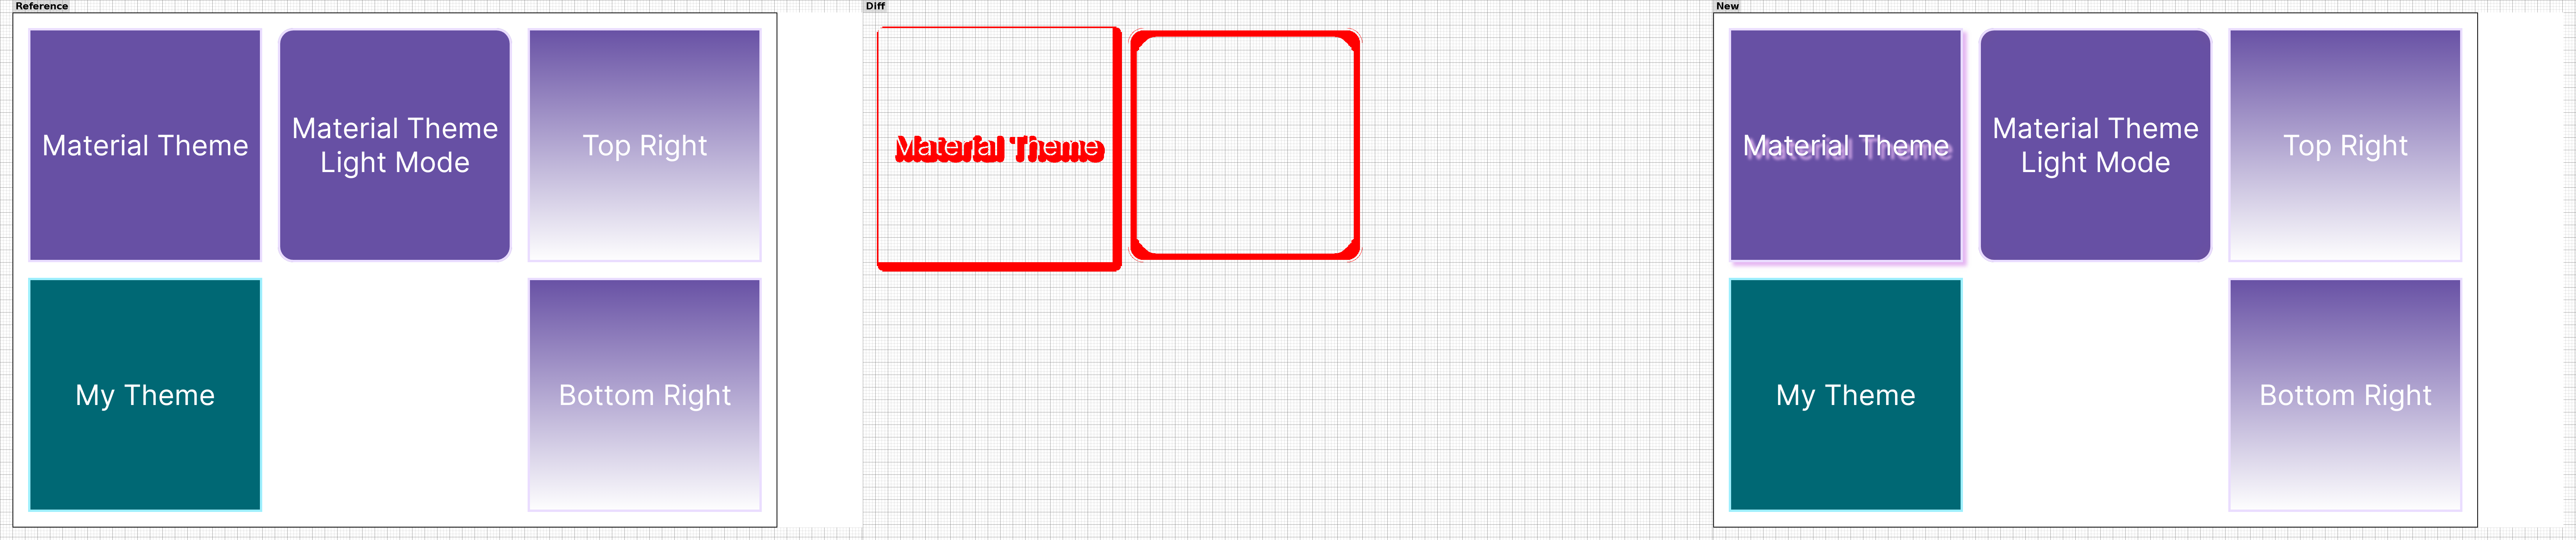 Reference
Material Theme
Material Theme
Light Mode
Top Right
My Theme
Bottom Right
Diff
Material Theme
New
Material Theme
Material Theme
Light Mode
Top Right
My Theme
Bottom Right